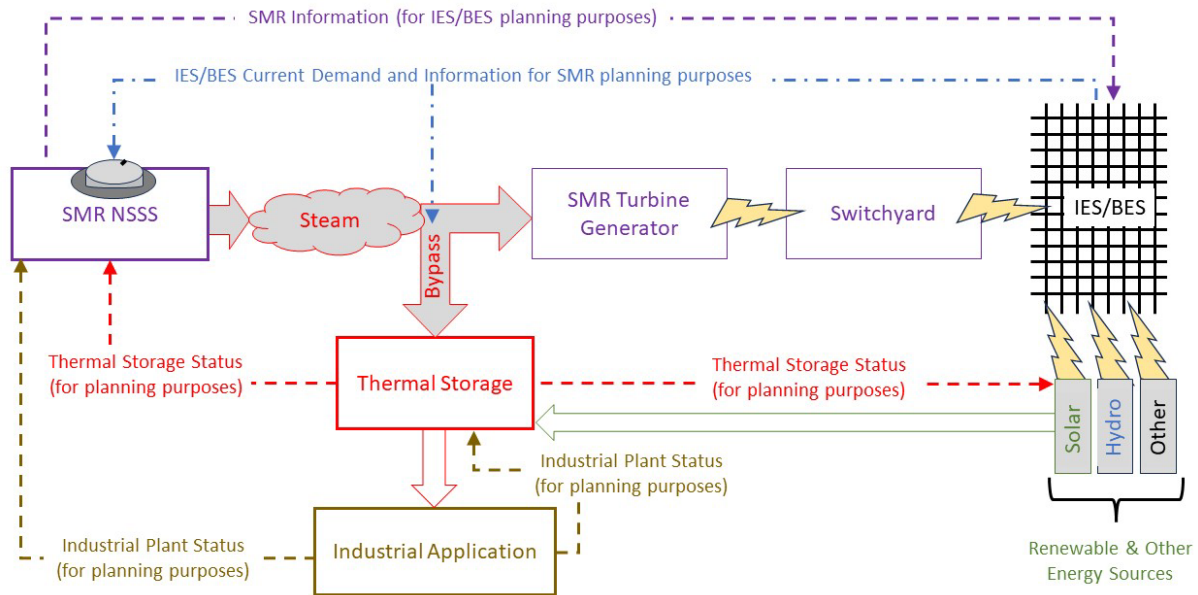 SMR Information (for IES/BES planning purposes)
IES/BES Current Demand and Information for SMR planning purposes
SMR NSSS
Steam
Bypass
SMR Turbine
Generator
Switchyard
IES/BES
Thermal Storage Status
(for planning purposes)
Thermal Storage
Thermal Storage Status
(for planning purposes)
Solar
Hydro
Other
Industrial Plant Status
(for planning purposes)
Industrial Plant Status
(for planning purposes)
Industrial Application
Renewable & Other
Energy Sources